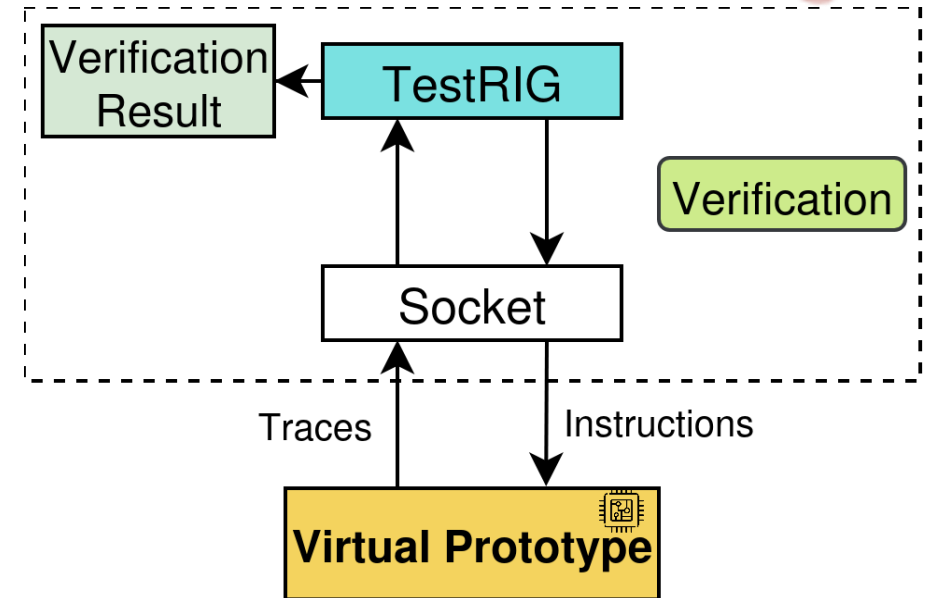 Verification
Result
TestRIG
Verification
Socket
Traces
Instructions
Virtual Prototype